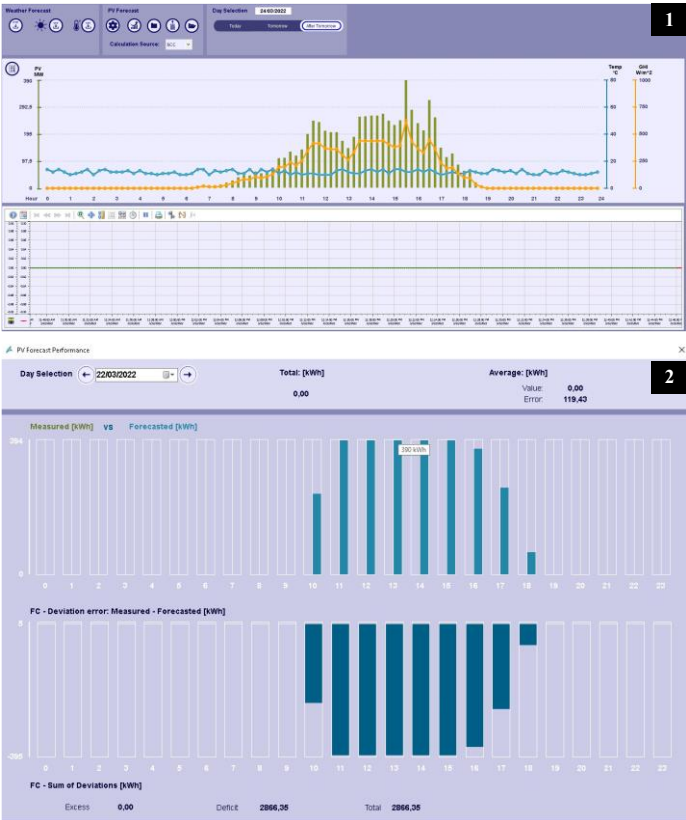 Weather Forecast PV Forecast Day Selection 24/03/2022 1
Today Tomorrow After Tomorrow
Calculation Source: SCC
PV Temp GHI
MW °C W/m^2
390 80 1000
292,5 60 750
195 40 500
97,5 20 250
0 0 0
Hour 0 1 2 3 4 5 6 7 8 9 10 11 12 13 14 15 16 17 18 19 20 21 22 23 24
PV Forecast Performance
2
Day Selection 22/03/2022 Total: [kWh] Average: [kWh]
0,00 Value: 0,00
Error: 119,43
Measured [kWh] vs Forecasted [kWh]
294
390 kWh
0
0 1 2 3 4 5 6 7 8 9 10 11 12 13 14 15 16 17 18 19 20 21 22 23
FC - Deviation error: Measured - Forecasted [kWh]
5
-295
0 1 2 3 4 5 6 7 8 9 10 11 12 13 14 15 16 17 18 19 20 21 22 23
FC - Sum of Deviations [kWh]
Excess 0,00 Deficit 2866,35 Total 2866,35